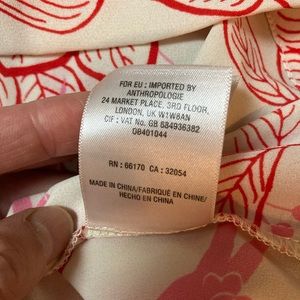 FOR EU : IMPORTED BY
ANTHROPOLOGIE
24 MARKET PLACE, 3RD FLOOR,
LONDON, UK W1W8AN
CIF : VAT No. GB 684936382
OB401044
RN : 66170 CA : 32054
MADE IN CHINA/FABRIQUÉ EN CHINE/
HECHO EN CHINA